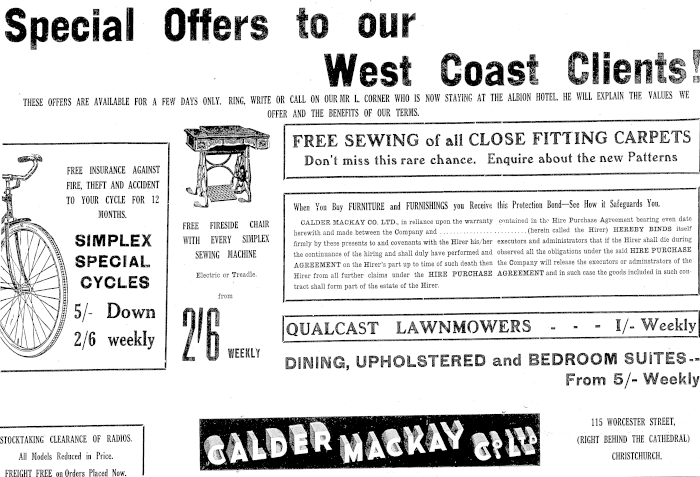 Special Offers to our
West Coast Clients!
THESE OFFERS ARE AVAILABLE FOR A FEW DAYS ONLY. RING, WRITE OR CALL ON OUR MR L. CORNER WHO IS NOW STAYING AT THE ALBION HOTEL. HE WILL EXPLAIN THE VALUES WE
OFFER AND THE BENEFITS OF OUR TERMS.
FREE INSURANCE AGAINST
FIRE, THEFT AND ACCIDENT
TO YOUR CYCLE FOR 12
MONTHS.
SIMPLEX
SPECIAL
CYCLES
5/- Down
2/6 weekly
FREE FIRESIDE CHAIR
WITH EVERY SIMPLEX
SEWING MACHINE
Electric or Treadle.
from
2/6 WEEKLY
FREE SEWING of all CLOSE FITTING CARPETS
Don't miss this rare chance. Enquire about the new Patterns
When You Buy FURNITURE and FURNISHINGS you Receive this Protection Bond—See How it Safeguards You.
CALDER MACKAY CO. LTD., in reliance upon the warranty contained in the Hire Purchase Agreement bearing even date
herewith and made between the Company and ........................(herein called the Hirer) HEREBY BINDS itself
firmly by these presents to and covenants with the Hirer his/her executors and administrators that if the Hirer shall die during
the continuance of the hiring and shall duly have performed and observed all the obligations under the said HIRE PURCHASE
AGREEMENT on the Hirer's part up to time of such death then the Company will release the executors or adminstrators of the
Hirer from all further claims under the HIRE PURCHASE AGREEMENT and in such case the goods included in such con-
tract shall form part of the estate of the Hirer.
QUALCAST LAWNMOWERS - - - 1/- Weekly
DINING, UPHOLSTERED and BEDROOM SUITES--
From 5/- Weekly
STOCKTAKING CLEARANCE OF RADIOS.
All Models Reduced in Price.
FREIGHT FREE on Orders Placed Now.
CALDER MACKAY CO. LTD.
115 WORCESTER STREET,
(RIGHT BEHIND THE CATHEDRAL)
CHRISTCHURCH.